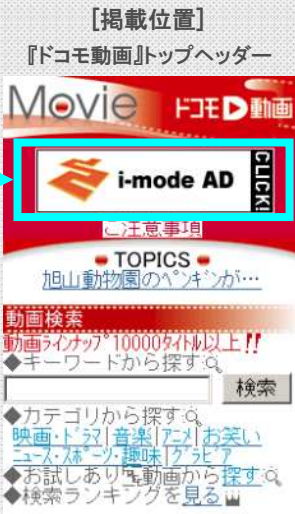 [掲載位置]
『ドコモ動画』トップヘッダー
Movie ドコモ動画
i-mode AD CLICK!
ご注意事項
TOPICS
旭山動物園のﾍﾟﾝｷﾞﾝが…
動画検索
動画ﾗｲﾝﾅｯﾌﾟ10000ﾀｲﾄﾙ以上!!
◆キーワードから探す
検索
◆カテゴリから探す
映画・ﾄﾞﾗﾏ|音楽|ｱﾆﾒ|お笑い
ﾆｭｰｽ・ｽﾎﾟｰﾂ・趣味|ｸﾞﾗﾋﾞｱ
◆お試しあり動画から探す
◆検索ランキングを見る